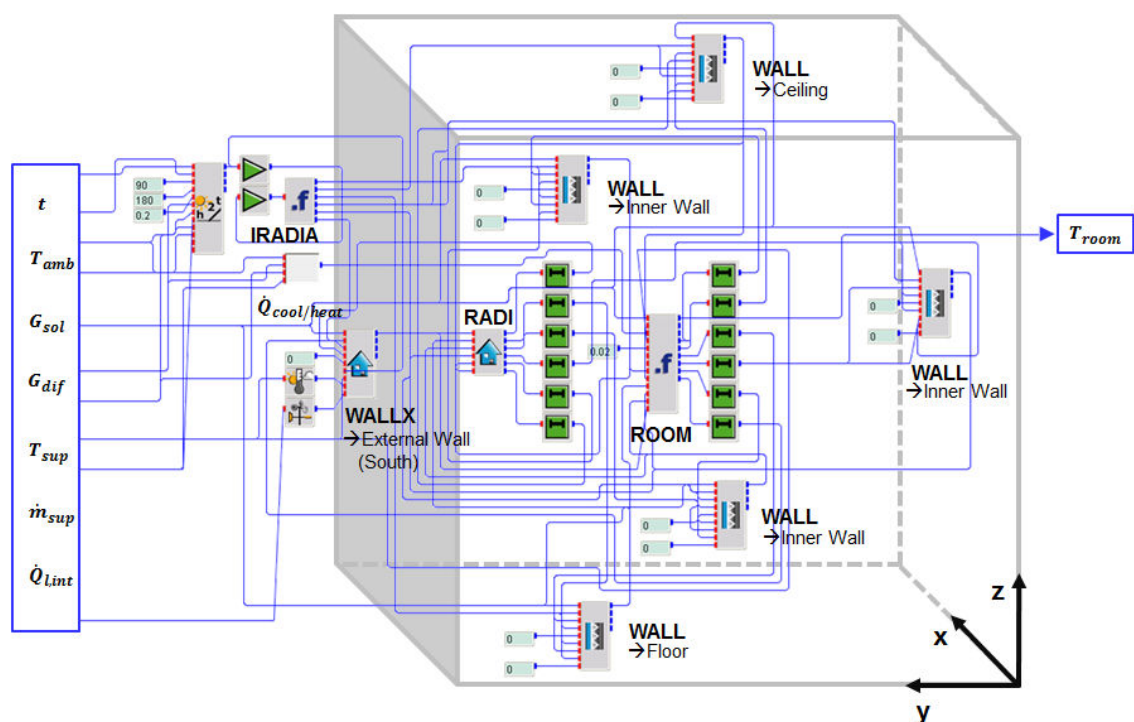 0
WALL
→Ceiling
0
t
T_amb
G_sol
G_dif
T_sup
ṁ_sup
Q̇_l,int
90
180
0.2
h 2 t
.f
IRADIA
Q̇_cool/heat
0
WALL
→Inner Wall
0
T_room
RADI
0.02
.f
ROOM
0
WALLX
→External Wall
(South)
0
0
WALL
→Inner Wall
0
0
WALL
→Inner Wall
0
0
WALL
→Floor
z
x
y